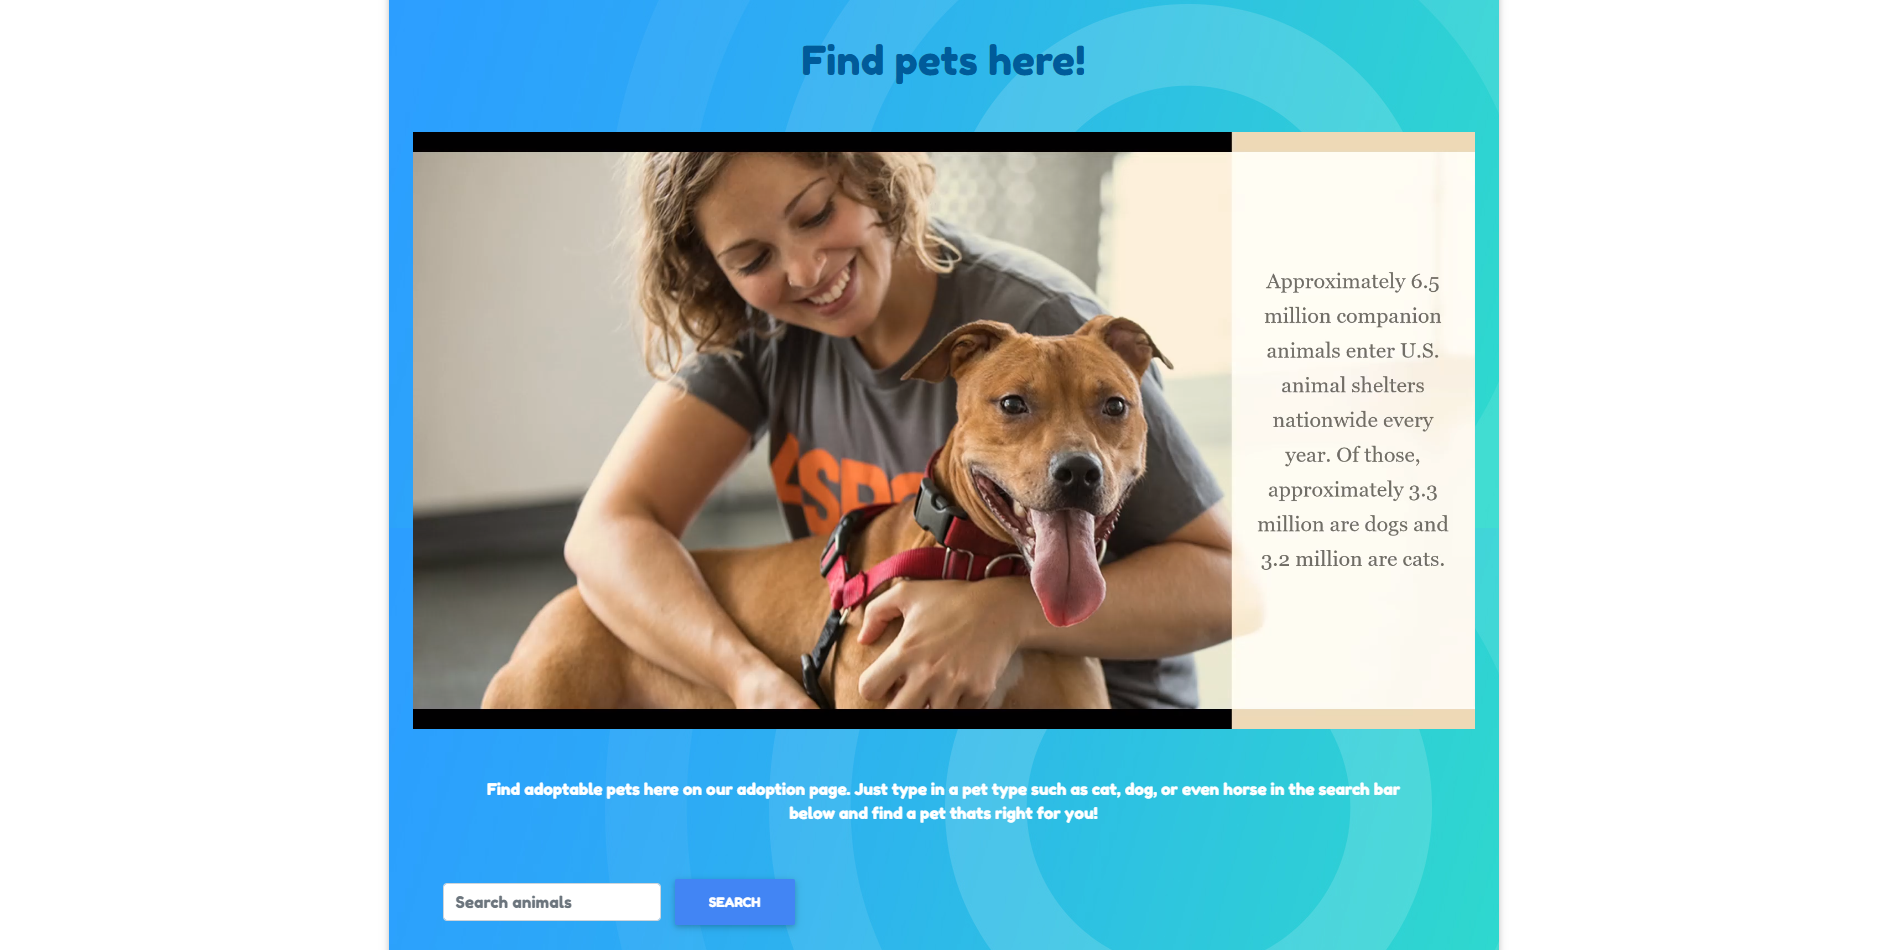 Find pets here!
Approximately 6.5
million companion
animals enter U.S.
animal shelters
nationwide every
year. Of those,
approximately 3.3
million are dogs and
3.2 million are cats.
Find adoptable pets here on our adoption page. Just type in a pet type such as cat, dog, or even horse in the search bar
below and find a pet thats right for you!
Search animals
SEARCH